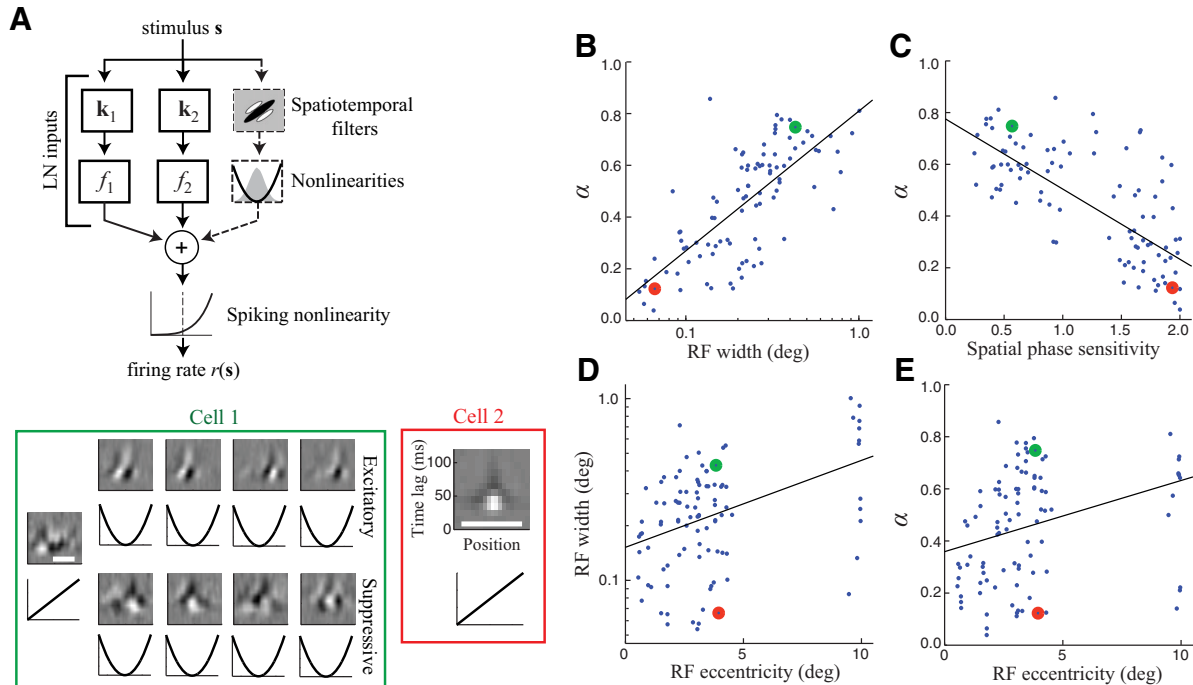 A
stimulus s
LN inputs
k1
k2
Spatiotemporal
filters
f1
f2
Nonlinearities
+
Spiking nonlinearity
firing rate r(s)
Cell 1
Excitatory
Suppressive
Cell 2
Time lag (ms)
100
50
0
Position
B
α
1.0
0.8
0.6
0.4
0.2
0.0
0.1
1.0
RF width (deg)
C
α
1.0
0.8
0.6
0.4
0.2
0.0
0.0
0.5
1.0
1.5
2.0
Spatial phase sensitivity
D
RF width (deg)
1.0
0.1
0
5
10
RF eccentricity (deg)
E
α
1.0
0.8
0.6
0.4
0.2
0.0
0
5
10
RF eccentricity (deg)